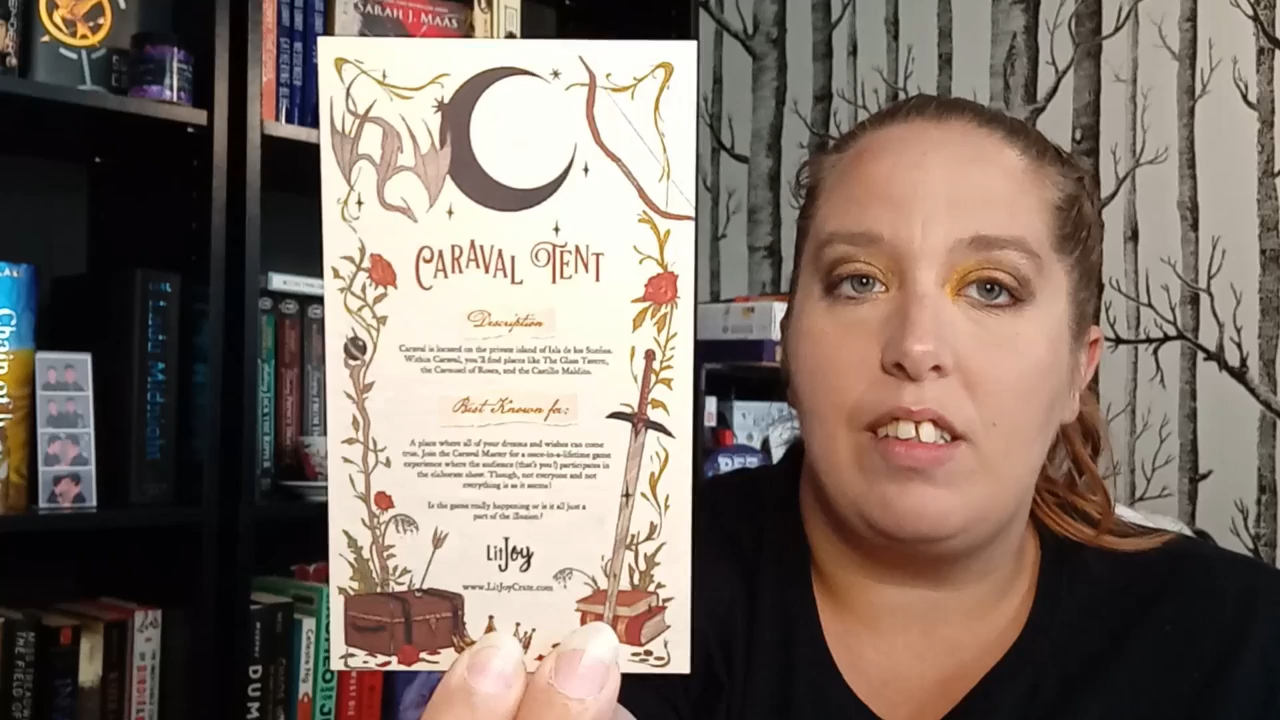 SARAH J. MAAS
CARAVAL TENT
Description
Caraval is located on the private island of Isla de los Sueños.
Within Caraval, you'll find places like The Glass Tavern,
the Carousel of Roses, and the Castillo Maldito.
Best Known for:
A place where all of your dreams and wishes can come
true. Join the Caraval Master for a once-in-a-lifetime game
experience where the audience (that's you!) participates in
the elaborate show. Though, not everyone and not
everything is as it seems!
Is the game really happening or is it all just a
part of the illusion?
LitJoy
www.LitJoyCrate.com
Chain of
Midnight
DUM